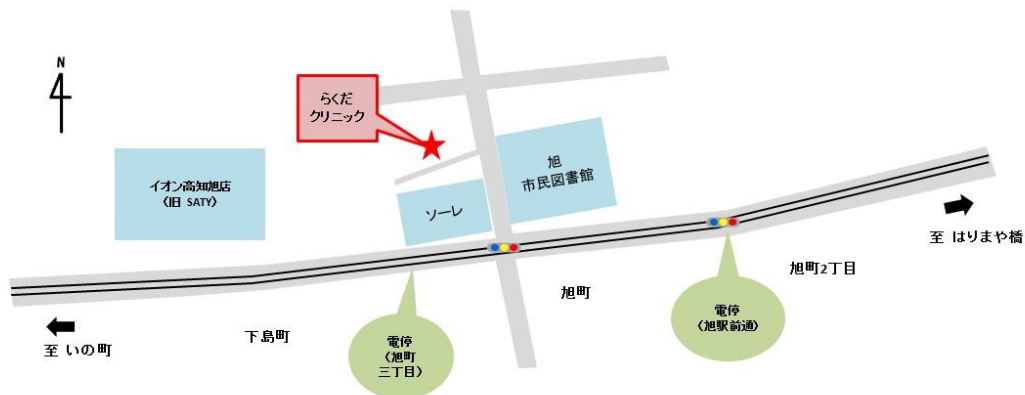 N
らくだ
クリニック
イオン高知旭店
（旧 SATY）
旭
市民図書館
ソーレ
至 はりまや橋
旭町2丁目
旭町
電停
（旭駅前通）
下島町
電停
（旭町
三丁目）
至 いの町